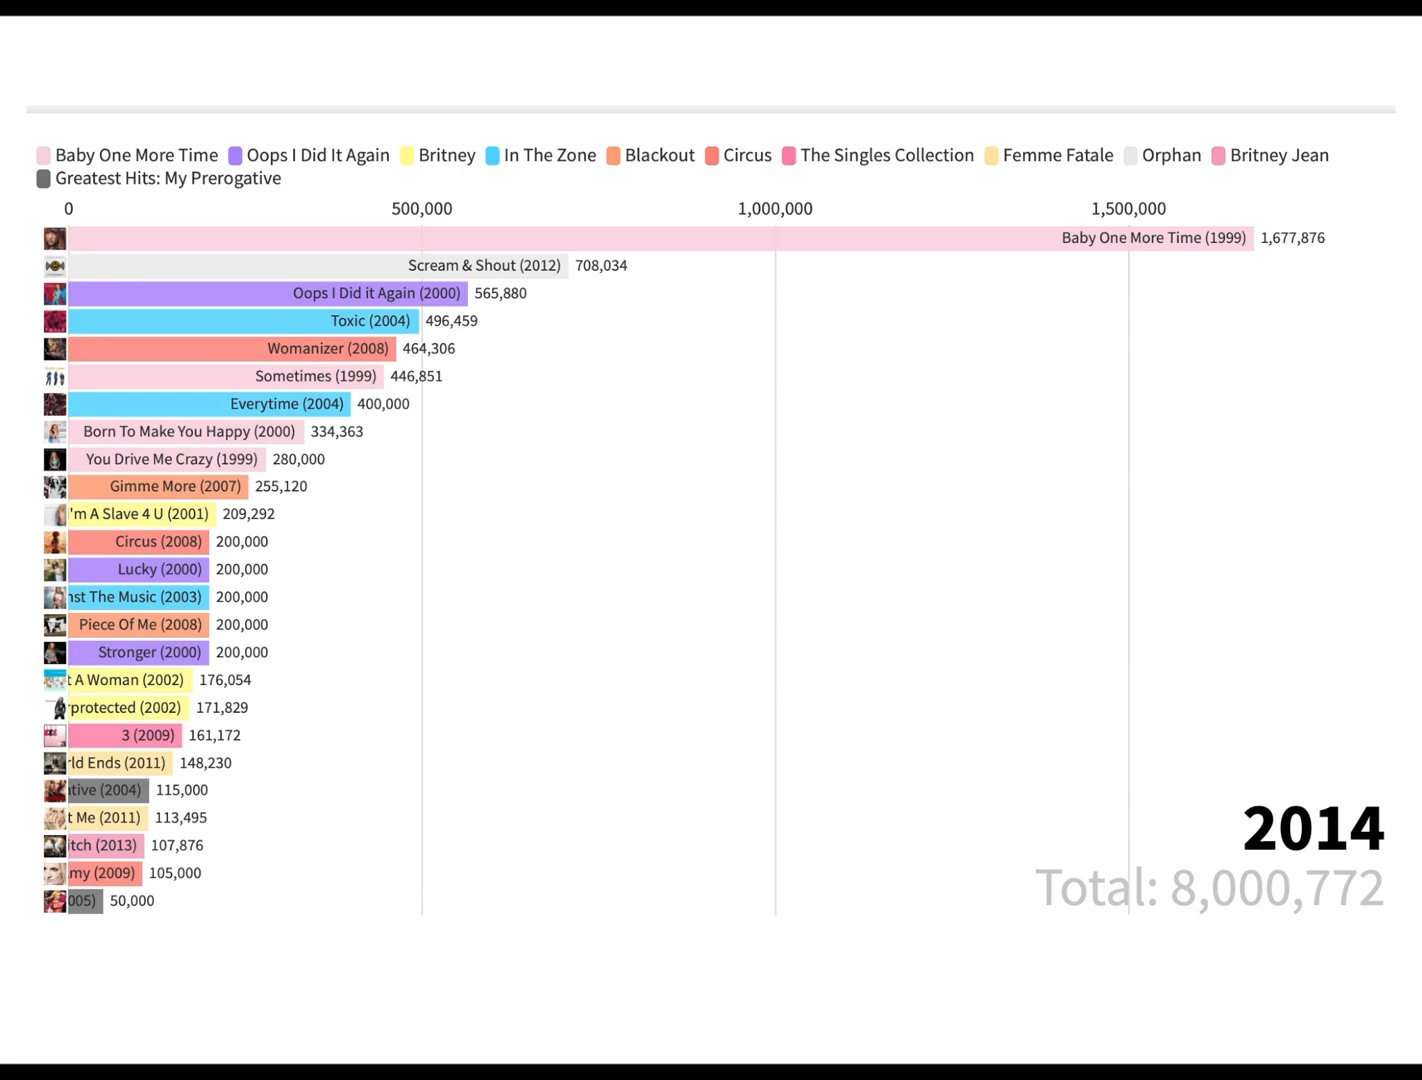 Baby One More Time Oops I Did It Again Britney In The Zone Blackout Circus The Singles Collection Femme Fatale Orphan Britney Jean
Greatest Hits: My Prerogative
0 500,000 1,000,000 1,500,000
Baby One More Time (1999) 1,677,876
Scream & Shout (2012) 708,034
Oops I Did it Again (2000) 565,880
Toxic (2004) 496,459
Womanizer (2008) 464,306
Sometimes (1999) 446,851
Everytime (2004) 400,000
Born To Make You Happy (2000) 334,363
You Drive Me Crazy (1999) 280,000
Gimme More (2007) 255,120
'm A Slave 4 U (2001) 209,292
Circus (2008) 200,000
Lucky (2000) 200,000
nst The Music (2003) 200,000
Piece Of Me (2008) 200,000
Stronger (2000) 200,000
t A Woman (2002) 176,054
rprotected (2002) 171,829
3 (2009) 161,172
rld Ends (2011) 148,230
ative (2004) 115,000
t Me (2011) 113,495
itch (2013) 107,876
my (2009) 105,000
005) 50,000
2014
Total: 8,000,772